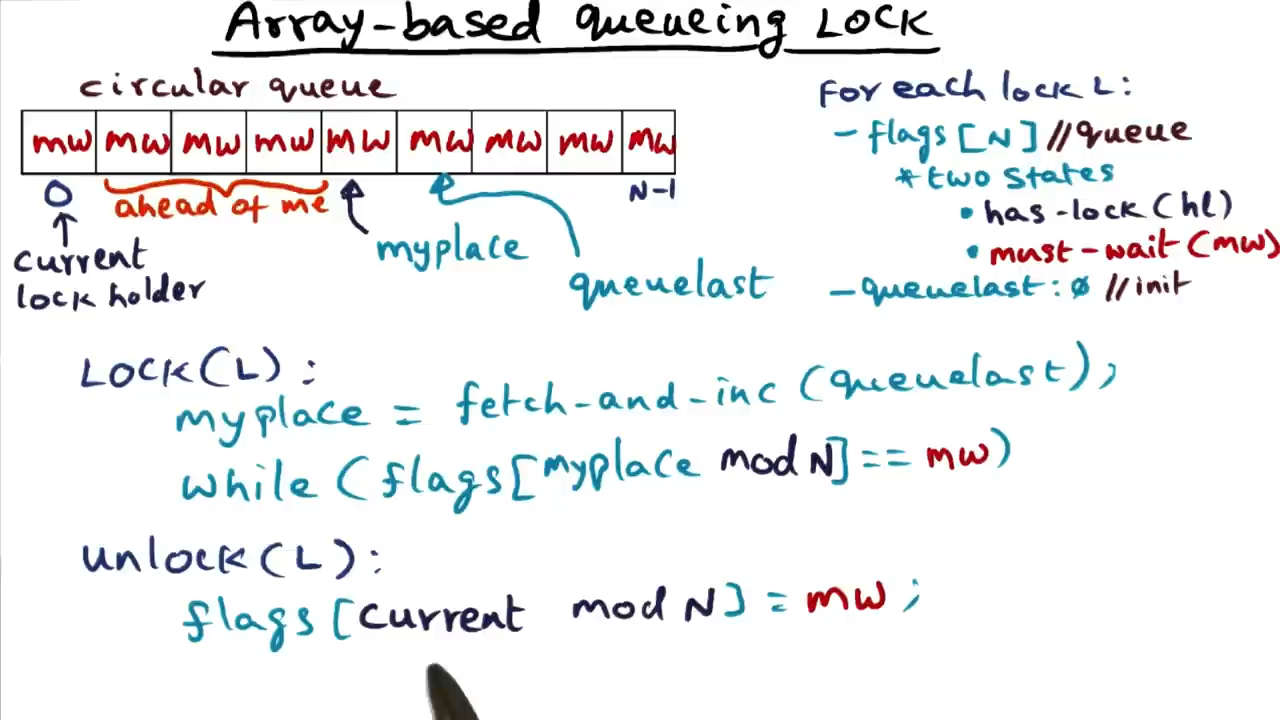 Array-based queueing LOCK
circular queue
mw mw mw mw mw mw mw mw mw
0 ahead of me N-1
current
lock holder
myplace
queuelast
For each lock L:
- flags [N] //queue
* two states
• has-lock (hl)
• must-wait (mw)
- queuelast: ø //init
LOCK(L):
myplace = fetch-and-inc (queuelast);
while (flags[myplace mod N] == mw)
unlock(L):
flags [current mod N] = mw;